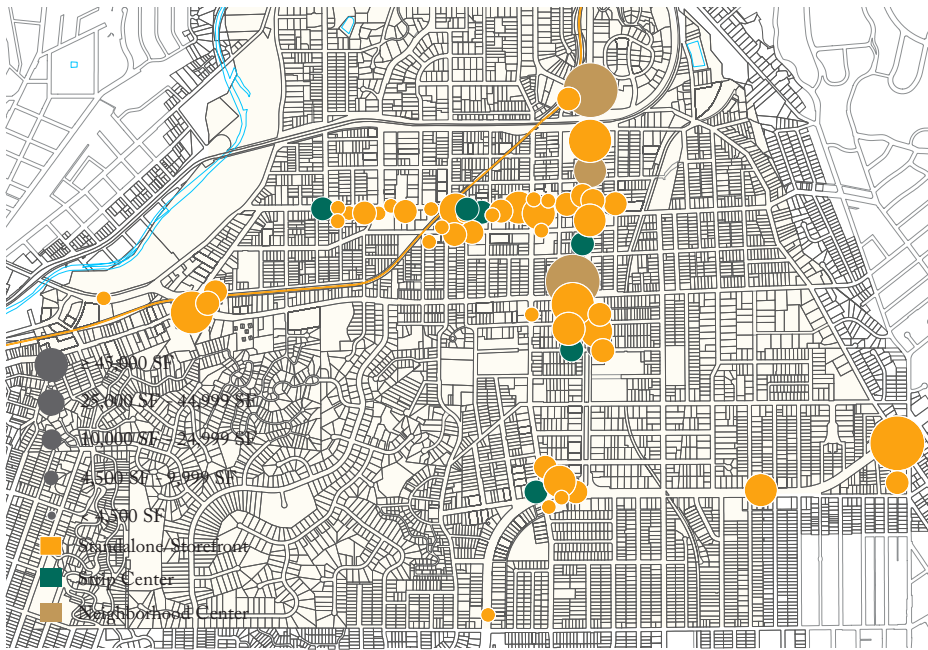 ≥ 45,000 SF
25,000 SF - 44,999 SF
10,000 SF - 24,999 SF
4,500 SF - 9,999 SF
< 4,500 SF
Standalone/Storefront
Strip Center
Neighborhood Center